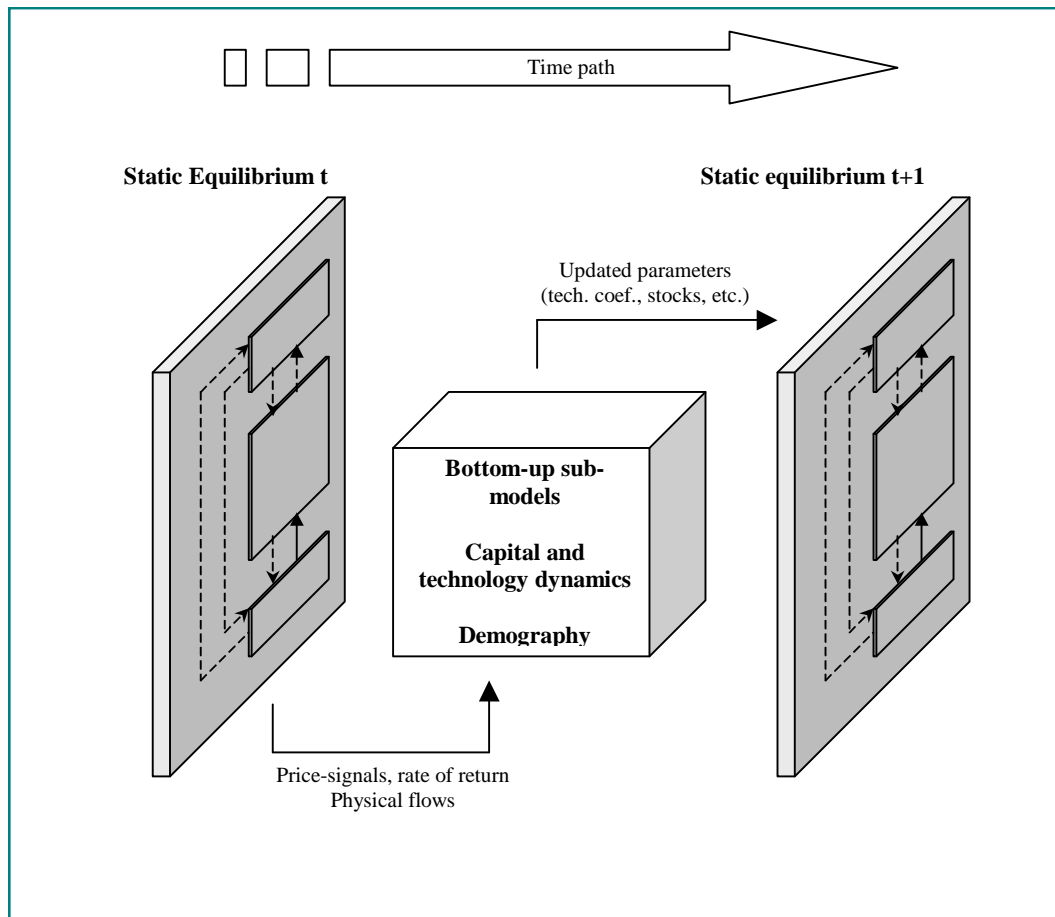 Time path
Static Equilibrium t
Static equilibrium t+1
Updated parameters
(tech. coef., stocks, etc.)
Bottom-up sub-
models
Capital and
technology dynamics
Demography
Price-signals, rate of return
Physical flows